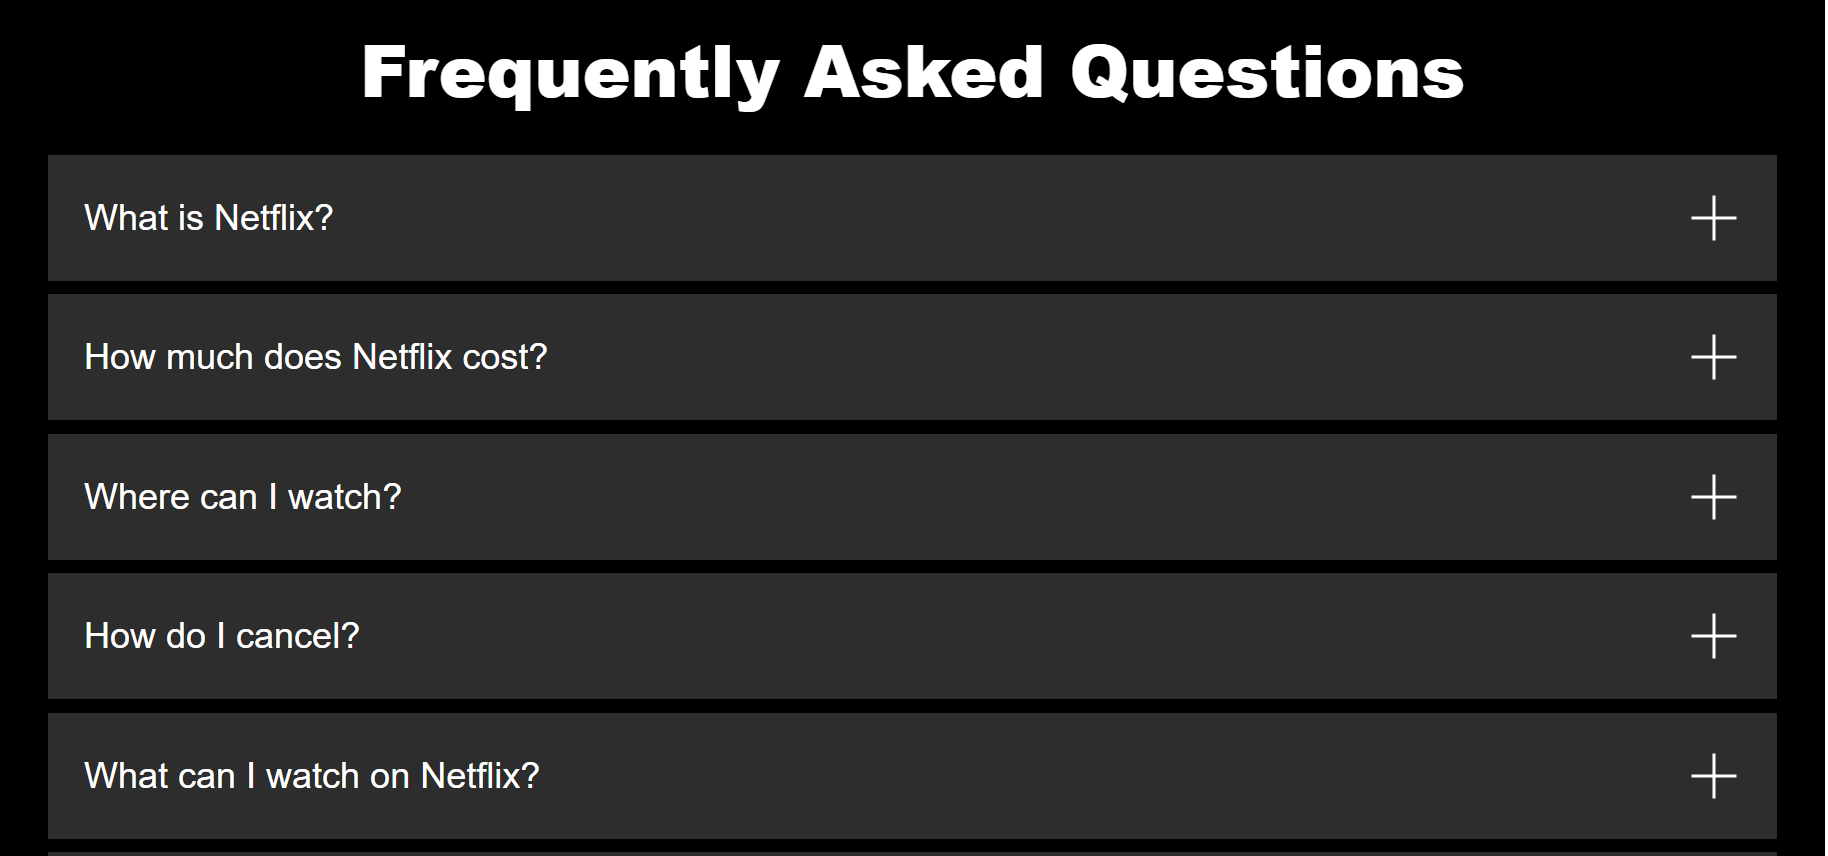 Frequently Asked Questions
What is Netflix?
How much does Netflix cost?
Where can I watch?
How do I cancel?
What can I watch on Netflix?